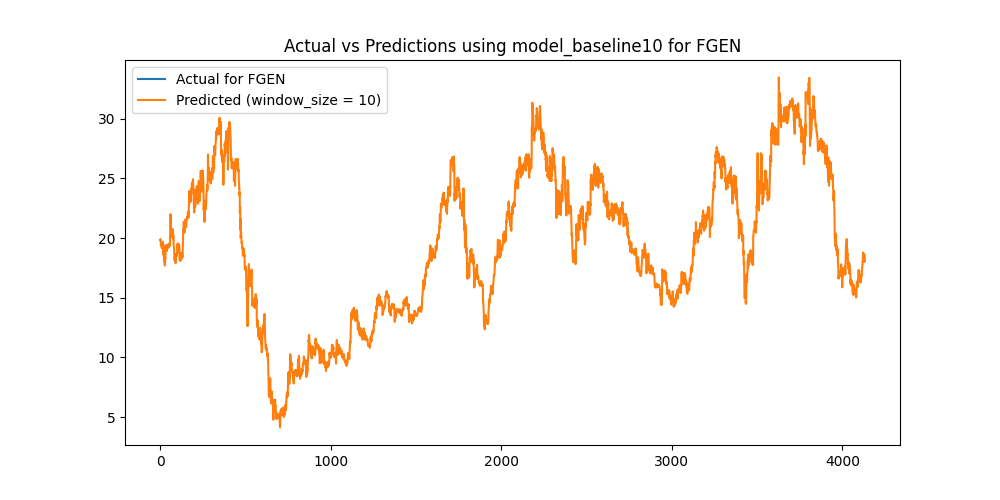 Actual vs Predictions using model_baseline10 for FGEN
Actual for FGEN
Predicted (window_size = 10)
30
25
20
15
10
5
0 1000 2000 3000 4000